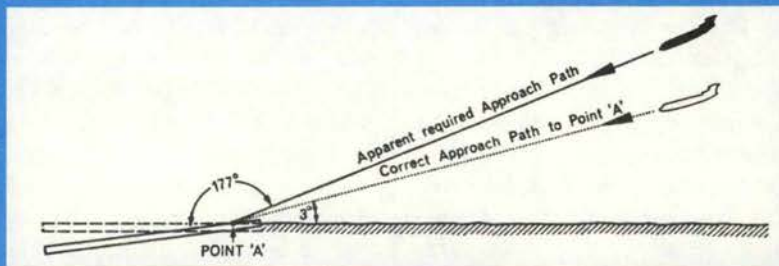 Apparent required Approach Path
Correct Approach Path to Point 'A'
177°
3°
POINT 'A'